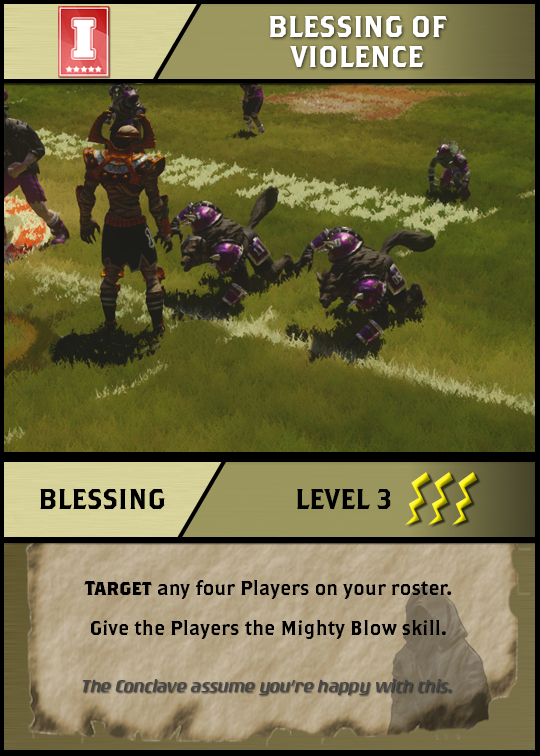 I
BLESSING OF
VIOLENCE
BLESSING
LEVEL 3
TARGET any four Players on your roster.
Give the Players the Mighty Blow skill.
The Conclave assume you're happy with this.